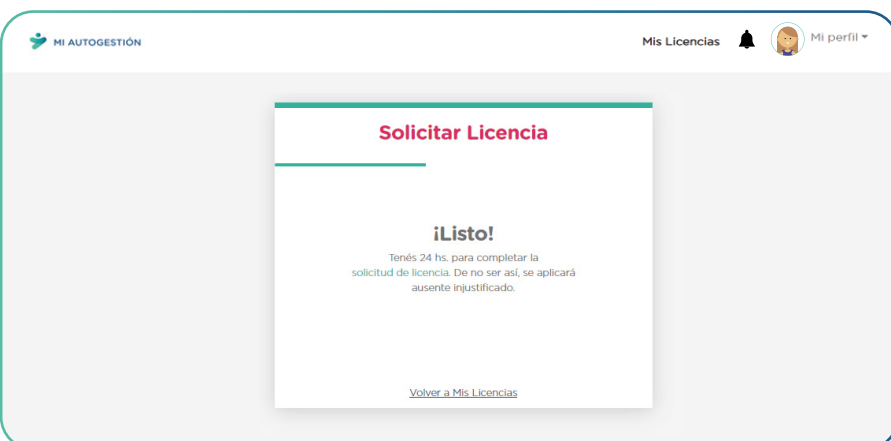 MI AUTOGESTIÓN
Mis Licencias
Mi perfil
Solicitar Licencia
¡Listo!
Tenés 24 hs. para completar la
solicitud de licencia. De no ser así, se aplicará
ausente injustificado.
Volver a Mis Licencias